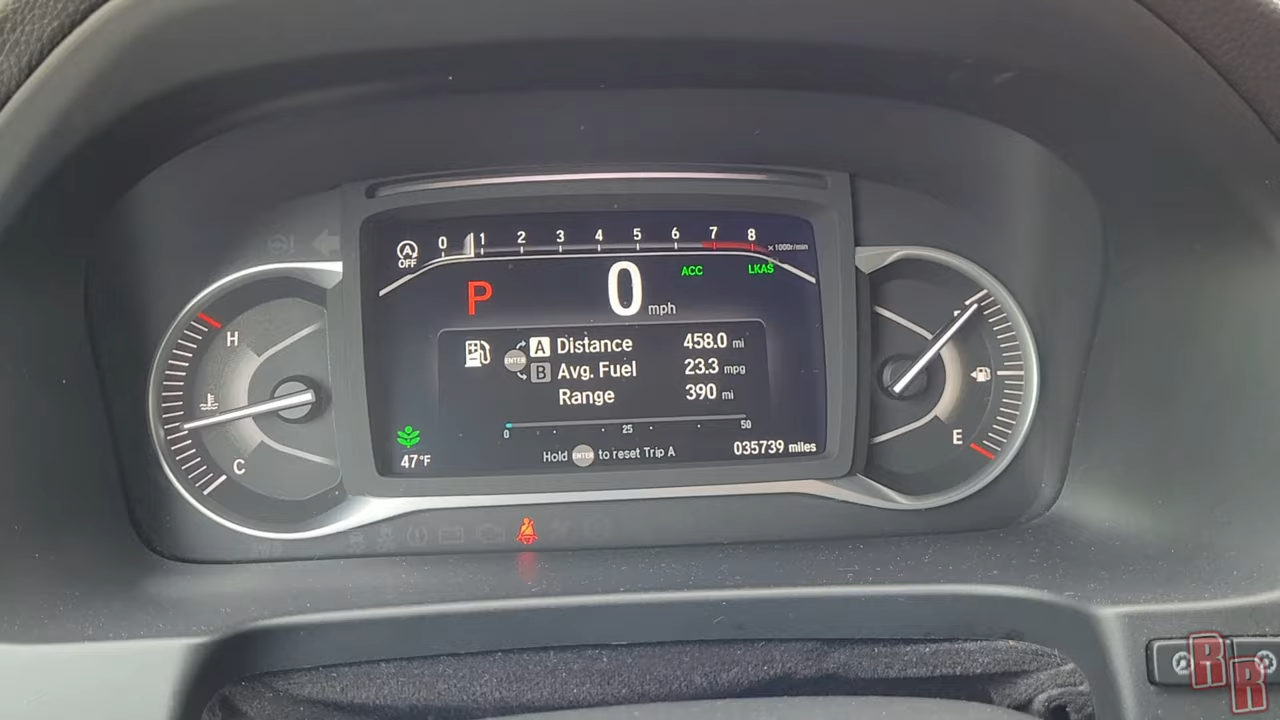 0 1 2 3 4 5 6 7 8 ×1000r/min
A
OFF
ACC LKAS
P 0 mph
ENTER A Distance 458.0 mi
B Avg. Fuel 23.3 mpg
Range 390 mi
0 25 50
Hold ENTER to reset Trip A
47°F
035739 miles
H
C
E
RR